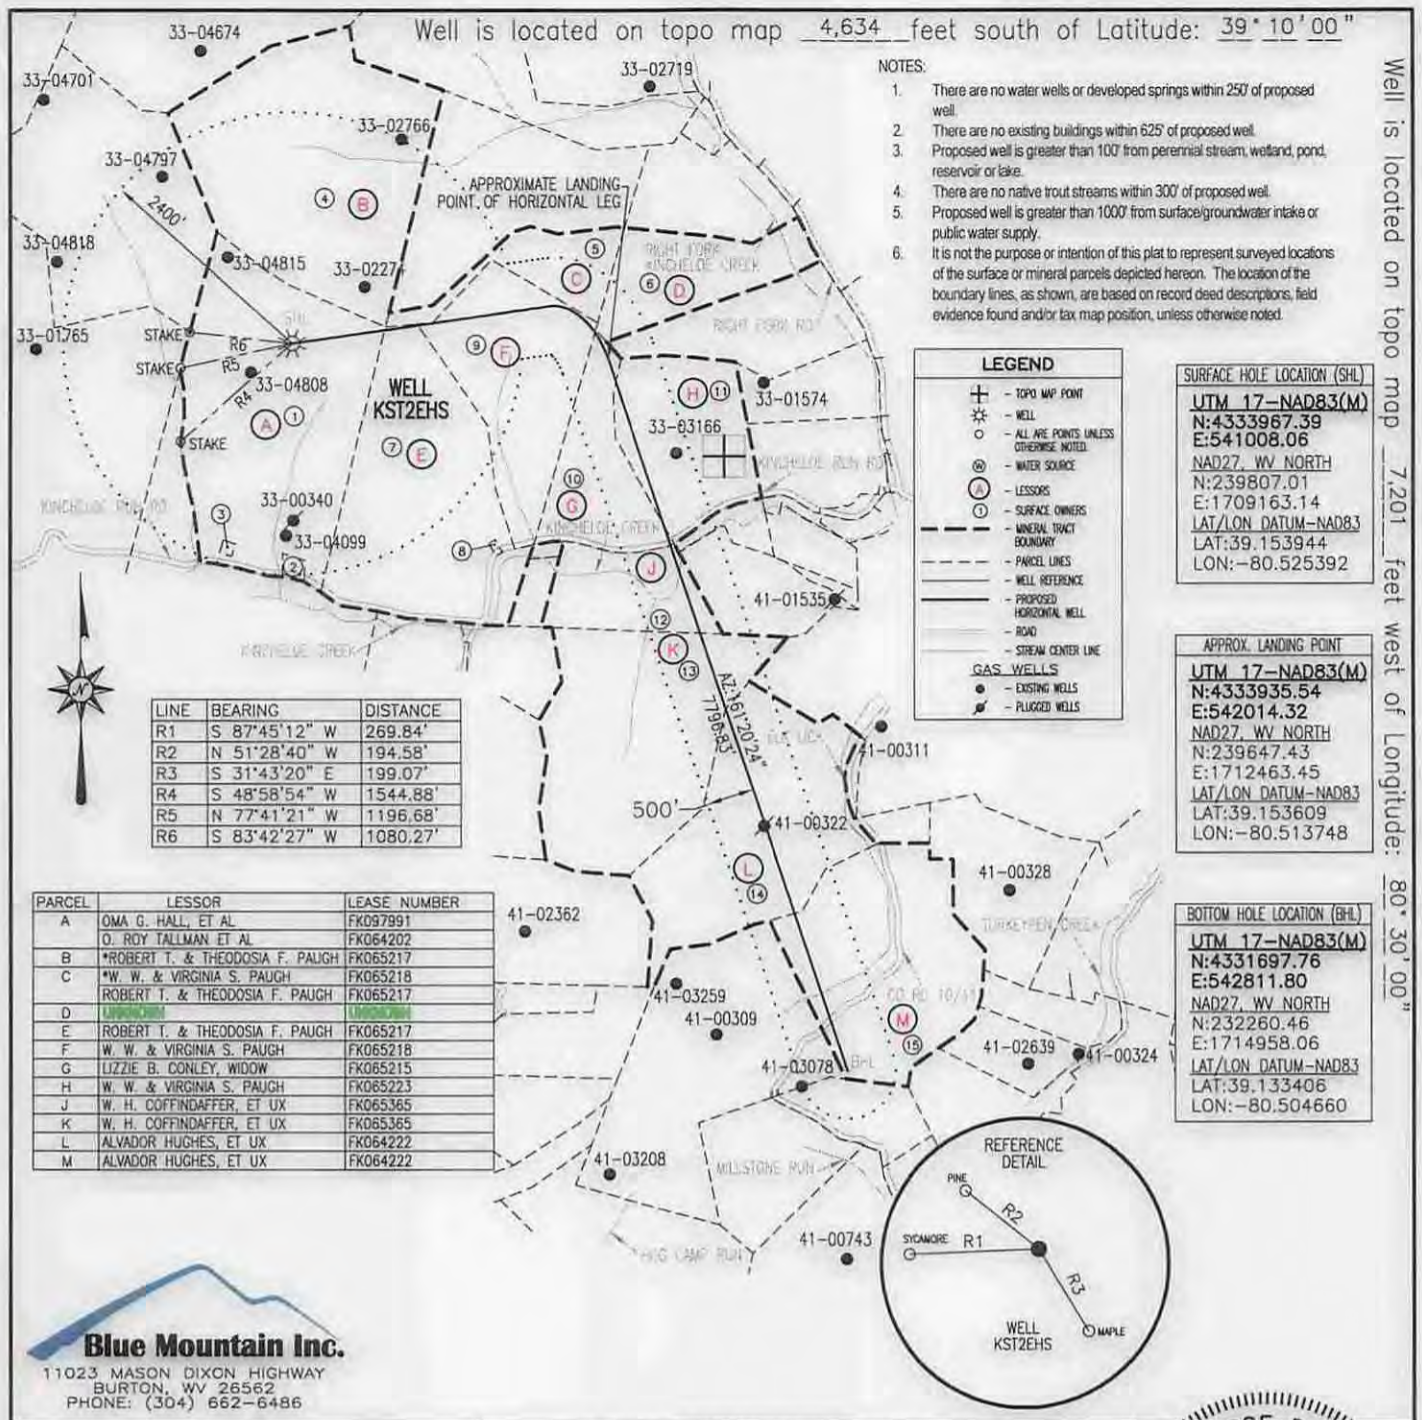 Well is located on topo map 4,634 feet south of Latitude: 39°10'00"
Well is located on topo map 7,201 feet west of Longitude: 80°30'00"
NOTES:
1. There are no water wells or developed springs within 250' of proposed
well.
2. There are no existing buildings within 625' of proposed well.
3. Proposed well is greater than 100' from perennial stream, wetland, pond,
reservoir or lake.
4. There are no native trout streams within 300' of proposed well.
5. Proposed well is greater than 1000' from surface/groundwater intake or
public water supply.
6. It is not the purpose or intention of this plat to represent surveyed locations
of the surface or mineral parcels depicted hereon. The location of the
boundary lines, as shown, are based on record deed descriptions, field
evidence found and/or tax map position, unless otherwise noted.
33-04674
33-04701
33-02719
33-02766
33-04797
APPROXIMATE LANDING
POINT OF HORIZONTAL LEG
4 B
2400'
33-04818
33-04815
33-02274
5
C
RIGHT FORK
KINCHELOE CREEK
6 D
RIGHT FORK RD
33-01765
STAKE
SHL
R6
STAKE
R5
33-04808
R4
A 1
STAKE
9 F
WELL
KST2EHS
7 E
H 11
33-01574
33-03166
KINCHELOE RUN RD
KINCHELOE RUN RD
33-00340
3
33-04099
2
10
G
KINCHELOE CREEK
8
J
41-01535
KINCHELOE CREEK
12
K
13
AZ:161°20'24"
7796.83'
41-00311
500'
41-00322
L
14
41-00328
TURKEYPEN CREEK
41-02362
41-03259
41-00309
CO RD 10/11
M
15
41-02639
41-00324
41-03078
BHL
41-03208
MILLSTONE RUN
HOG CAMP RUN
41-00743
N
LEGEND
- TOPO MAP POINT
- WELL
- ALL ARE POINTS UNLESS
OTHERWISE NOTED.
W - WATER SOURCE
A - LESSORS
1 - SURFACE OWNERS
- MINERAL TRACT
BOUNDARY
- PARCEL LINES
- WELL REFERENCE
- PROPOSED
HORIZONTAL WELL
- ROAD
- STREAM CENTER LINE
GAS WELLS
- EXISTING WELLS
- PLUGGED WELLS
SURFACE HOLE LOCATION (SHL)
UTM 17-NAD83(M)
N:4333967.39
E:541008.06
NAD27, WV NORTH
N:239807.01
E:1709163.14
LAT/LON DATUM-NAD83
LAT:39.153944
LON:-80.525392
APPROX. LANDING POINT
UTM 17-NAD83(M)
N:4333935.54
E:542014.32
NAD27, WV NORTH
N:239647.43
E:1712463.45
LAT/LON DATUM-NAD83
LAT:39.153609
LON:-80.513748
BOTTOM HOLE LOCATION (BHL)
UTM 17-NAD83(M)
N:4331697.76
E:542811.80
NAD27, WV NORTH
N:232260.46
E:1714958.06
LAT/LON DATUM-NAD83
LAT:39.133406
LON:-80.504660
LINE BEARING DISTANCE
R1 S 87°45'12" W 269.84'
R2 N 51°28'40" W 194.58'
R3 S 31°43'20" E 199.07'
R4 S 48°58'54" W 1544.88'
R5 N 77°41'21" W 1196.68'
R6 S 83°42'27" W 1080.27'
PARCEL LESSOR LEASE NUMBER
A OMA G. HALL, ET AL FK097991
O. ROY TALLMAN ET AL FK064202
B *ROBERT T. & THEODOSIA F. PAUGH FK065217
C *W. W. & VIRGINIA S. PAUGH FK065218
ROBERT T. & THEODOSIA F. PAUGH FK065217
D UNKNOWN UNKNOWN
E ROBERT T. & THEODOSIA F. PAUGH FK065217
F W. W. & VIRGINIA S. PAUGH FK065218
G LIZZIE B. CONLEY, WIDOW FK065215
H W. W. & VIRGINIA S. PAUGH FK065223
J W. H. COFFINDAFFER, ET UX FK065365
K W. H. COFFINDAFFER, ET UX FK065365
L ALVADOR HUGHES, ET UX FK064222
M ALVADOR HUGHES, ET UX FK064222
REFERENCE
DETAIL
PINE
R2
SYCAMORE R1
R3
MAPLE
WELL
KST2EHS
Blue Mountain Inc.
11023 MASON DIXON HIGHWAY
BURTON, WV 26562
PHONE: (304) 662-6486